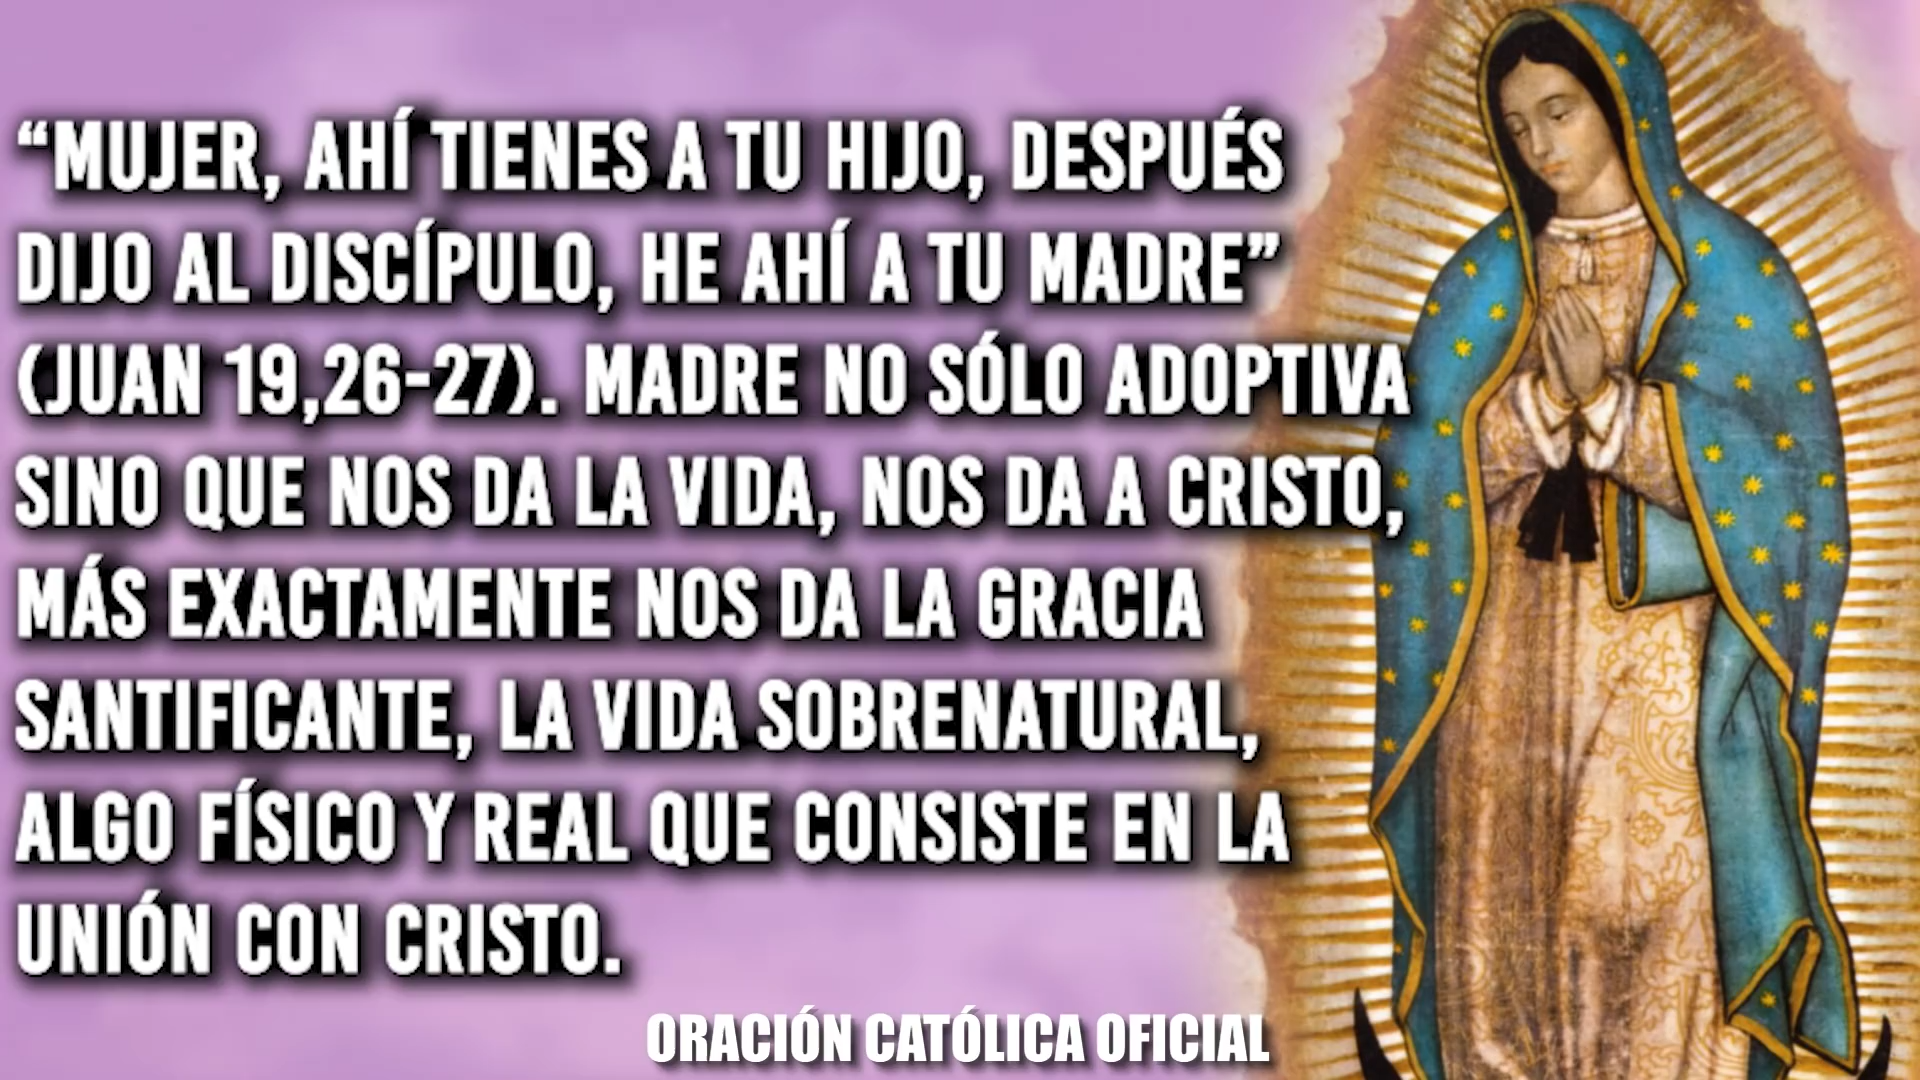 “MUJER, AHÍ TIENES A TU HIJO, DESPUÉS
DIJO AL DISCÍPULO, HE AHÍ A TU MADRE”
(JUAN 19,26-27). MADRE NO SÓLO ADOPTIVA
SINO QUE NOS DA LA VIDA, NOS DA A CRISTO,
MÁS EXACTAMENTE NOS DA LA GRACIA
SANTIFICANTE, LA VIDA SOBRENATURAL,
ALGO FÍSICO Y REAL QUE CONSISTE EN LA
UNIÓN CON CRISTO.
ORACIÓN CATÓLICA OFICIAL